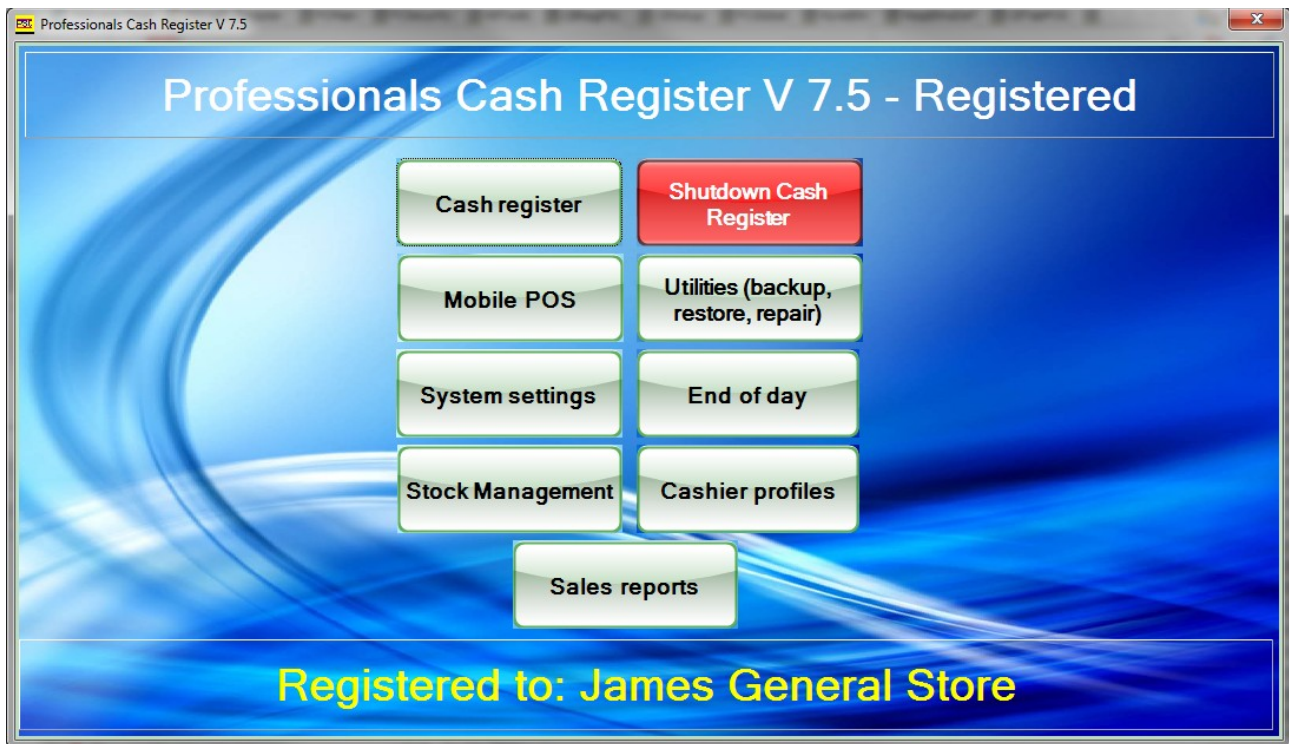 Professionals Cash Register V 7.5
Professionals Cash Register V 7.5 - Registered
Cash register
Shutdown Cash
Register
Mobile POS
Utilities (backup,
restore, repair)
System settings
End of day
Stock Management
Cashier profiles
Sales reports
Registered to: James General Store